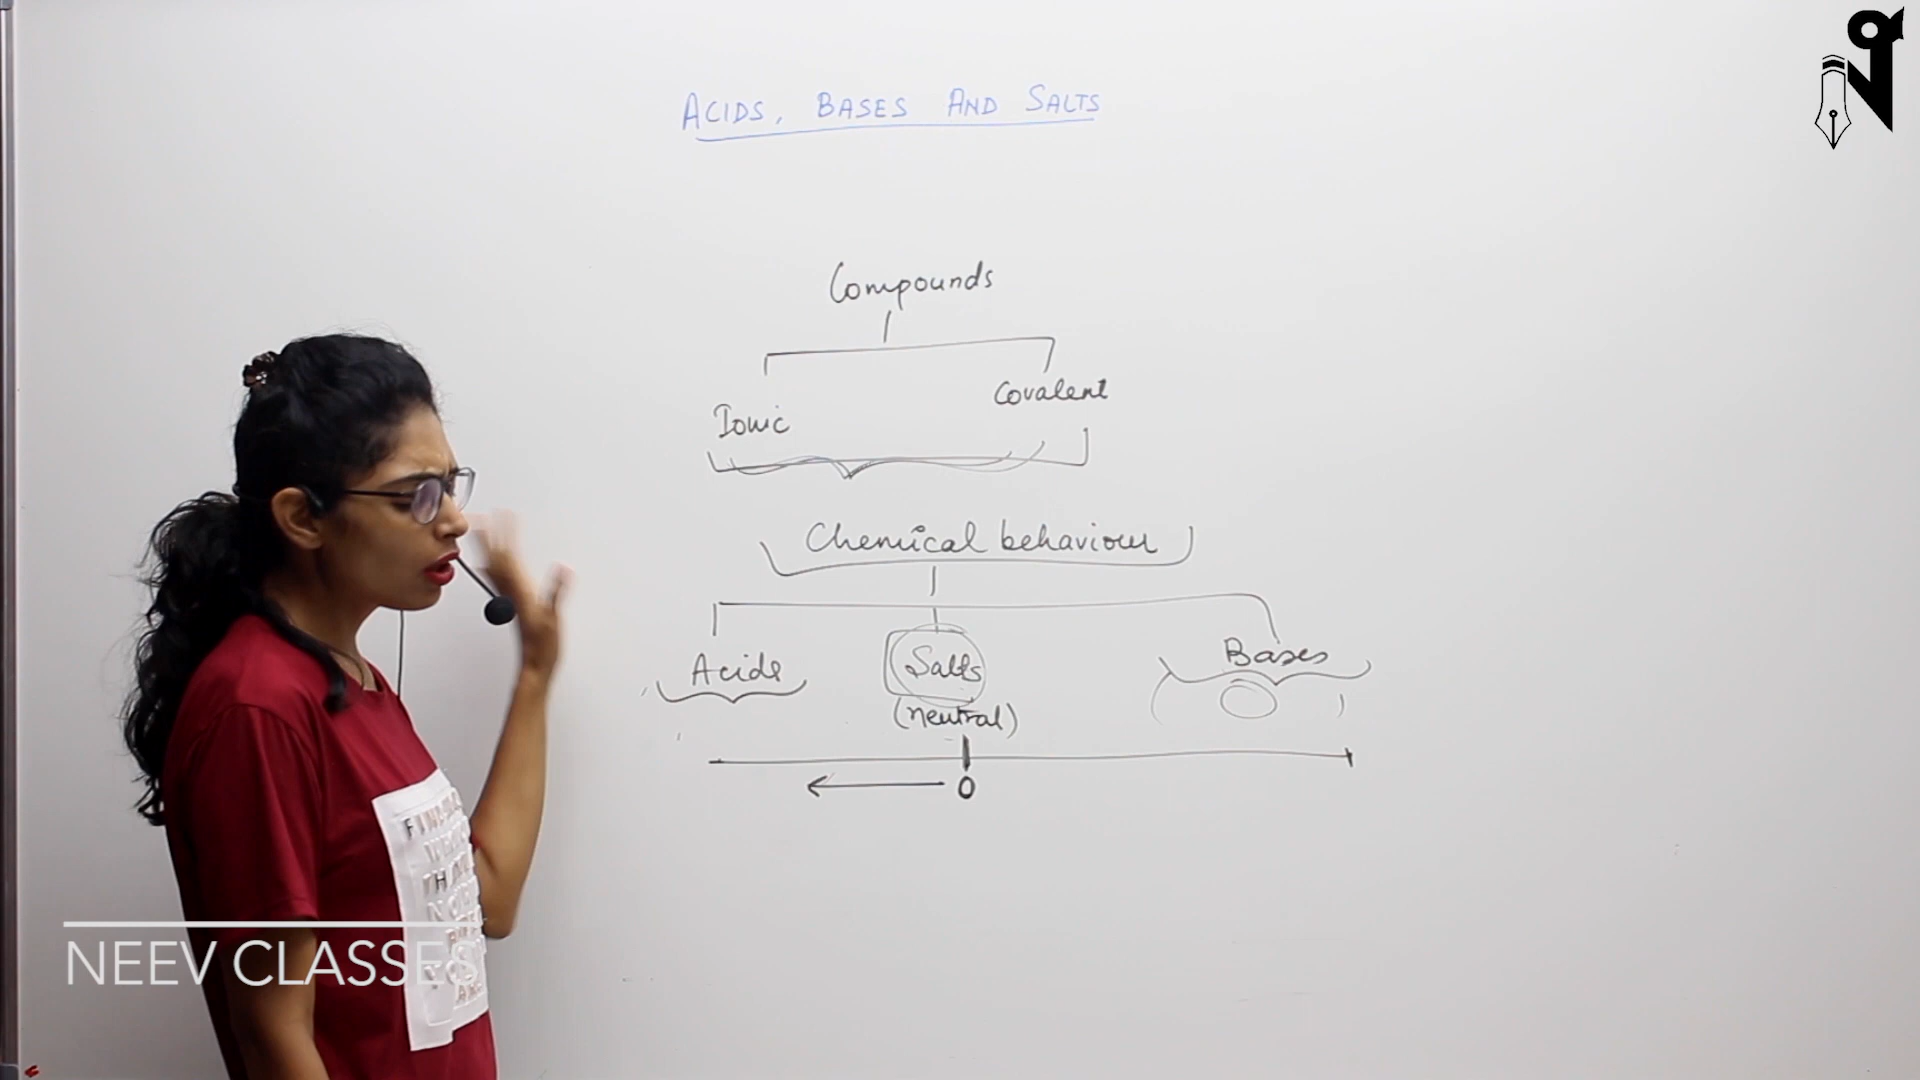 ACIDS, BASES AND SALTS
Compounds
Ionic Covalent
Chemical behaviour
Acids Salts Bases
(neutral)
0
NEEV CLASSES